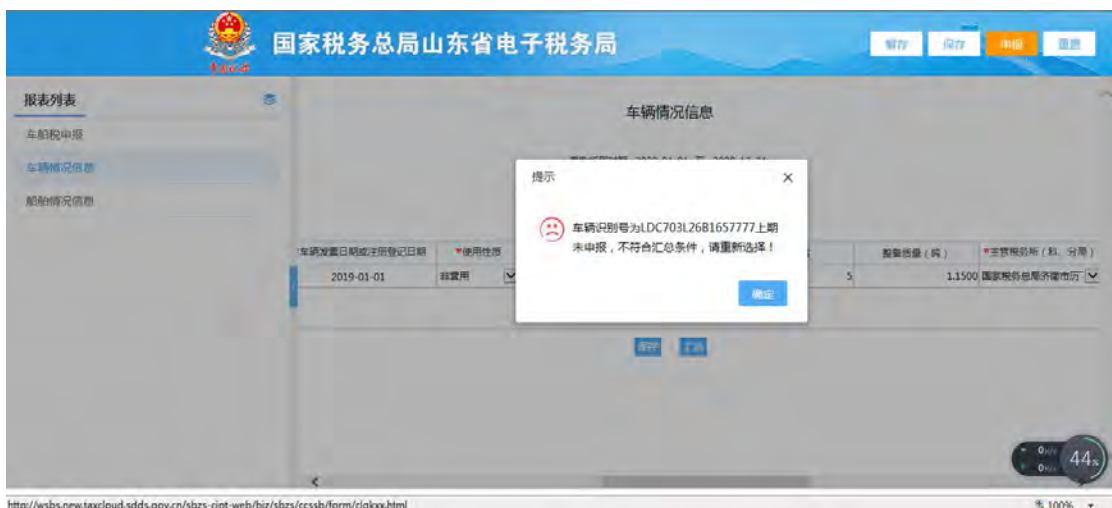 国家税务总局山东省电子税务局
暂存 保存 申报 重置
报表列表
车船税申报
车辆情况信息
船舶情况信息
车辆情况信息
提示 ×
车辆识别号为LDC703L26B1657777上期
未申报，不符合汇总条件，请重新选择！
确定
车辆发票日期或注册登记日期 *使用性质 整备质量（吨） *主管税务所（科、分局）
2019-01-01 非营用 5 1.1500 国家税务总局济南市历
保存 汇总
44%
http://wsbs.new.taxcloud.sdds.gov.cn/sbzs-cjpt-web/biz/sbzs/ccssb/form/clqkxx.html
100%